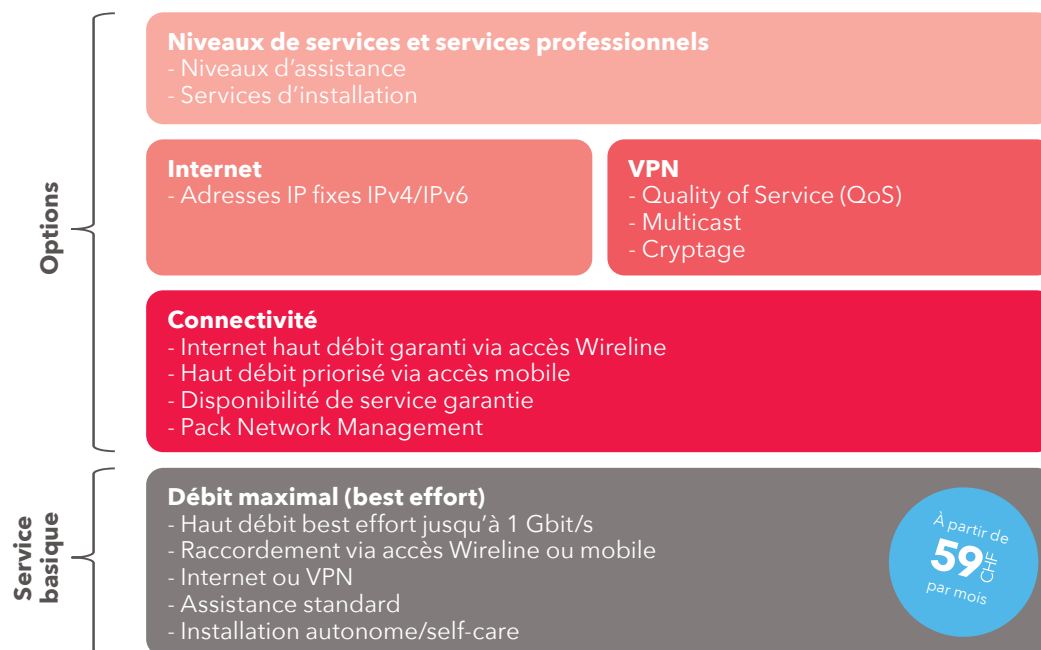 Niveaux de services et services professionnels
- Niveaux d’assistance
- Services d’installation
Internet
- Adresses IP fixes IPv4/IPv6
VPN
- Quality of Service (QoS)
- Multicast
- Cryptage
Options
Connectivité
- Internet haut débit garanti via accès Wireline
- Haut débit priorisé via accès mobile
- Disponibilité de service garantie
- Pack Network Management
Service
basique
Débit maximal (best effort)
- Haut débit best effort jusqu’à 1 Gbit/s
- Raccordement via accès Wireline ou mobile
- Internet ou VPN
- Assistance standard
- Installation autonome/self-care
À partir de
59 CHF
par mois